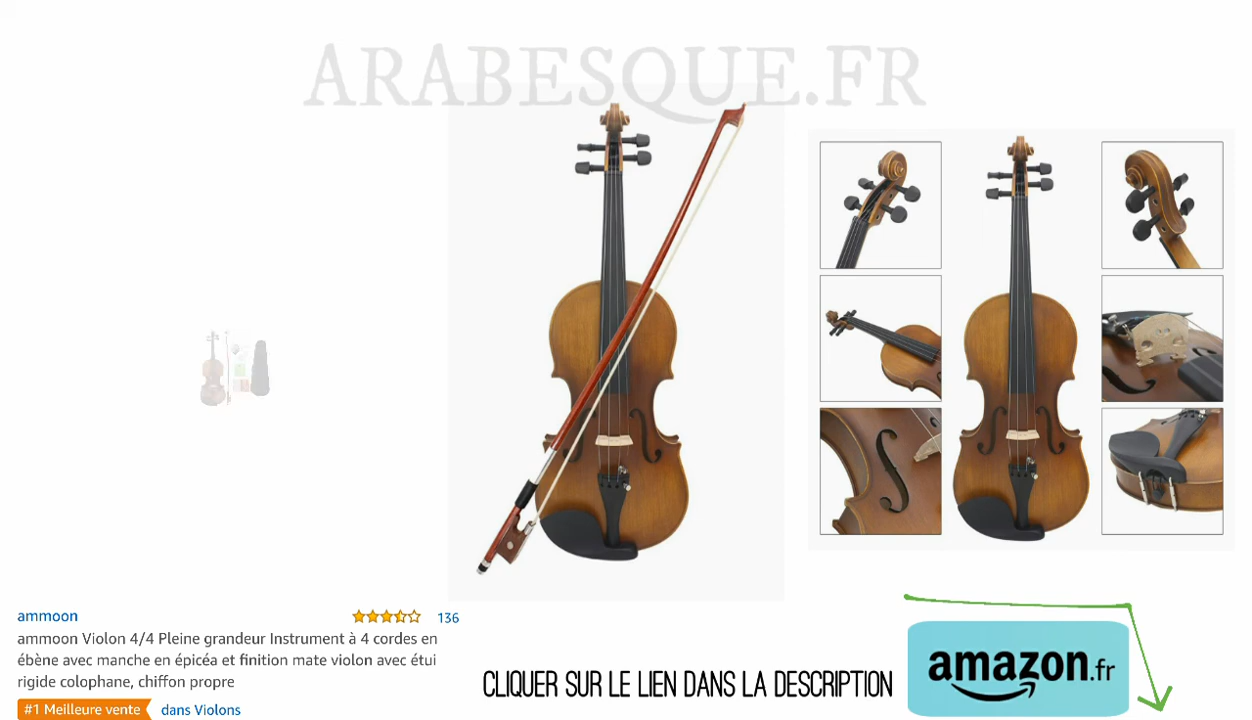 ARABESQUE.FR
ammoon 136
ammoon Violon 4/4 Pleine grandeur Instrument à 4 cordes en
ébène avec manche en épicéa et finition mate violon avec étui
rigide colophane, chiffon propre
#1 Meilleure vente dans Violons
CLIQUER SUR LE LIEN DANS LA DESCRIPTION
amazon.fr